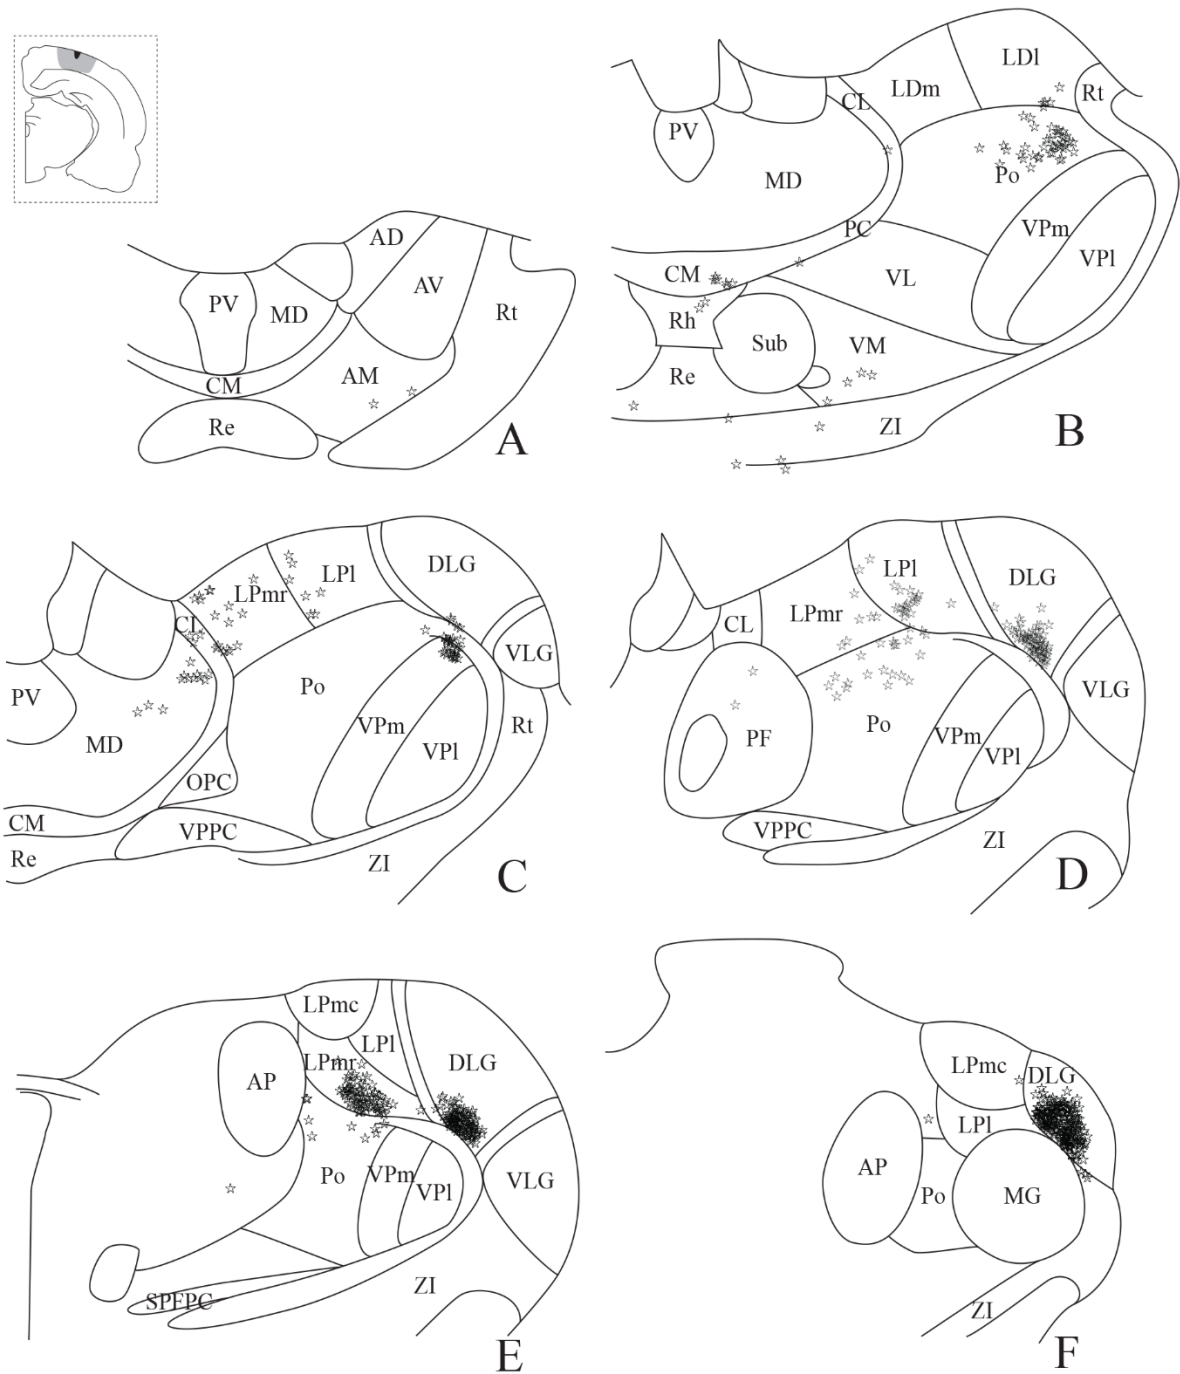 AD
PV
MD
AV
Rt
CM
AM
Re
A
LDl
LDm
CL
Rt
PV
MD
Po
VPm
PC
VPl
CM
VL
Rh
Sub
VM
Re
ZI
B
LPl
DLG
LPmr
CL
VLG
PV
Po
VPm
Rt
MD
VPl
OPC
CM
VPPC
Re
ZI
C
LPl
DLG
LPmr
CL
VLG
PF
Po
VPm
VPl
VPPC
ZI
D
LPmc
LPl
LPmr
DLG
AP
Po
VPm
VPl
VLG
SPFPC
ZI
E
LPmc
DLG
LPl
AP
Po
MG
ZI
F